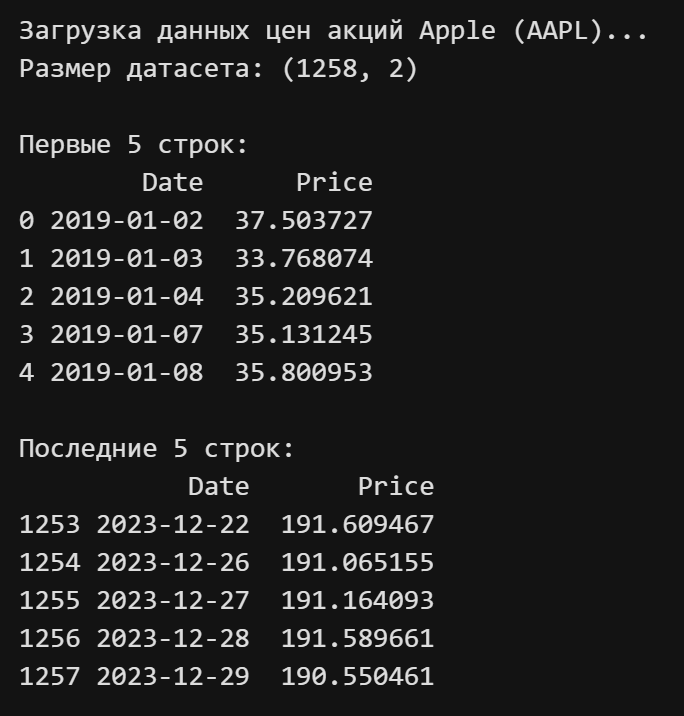 Загрузка данных цен акций Apple (AAPL)...
Размер датасета: (1258, 2)
Первые 5 строк:
Date Price
0 2019-01-02 37.503727
1 2019-01-03 33.768074
2 2019-01-04 35.209621
3 2019-01-07 35.131245
4 2019-01-08 35.800953
Последние 5 строк:
Date Price
1253 2023-12-22 191.609467
1254 2023-12-26 191.065155
1255 2023-12-27 191.164093
1256 2023-12-28 191.589661
1257 2023-12-29 190.550461